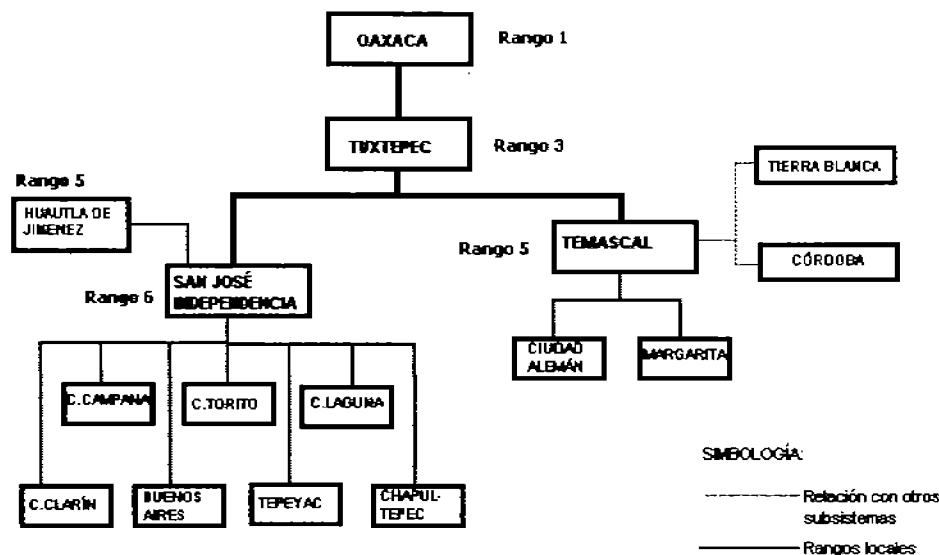 OAXACA
Rango 1
TUXTEPEC
Rango 3
TIERRA BLANCA
Rango 5
HUAUTLA DE
JIMENEZ
Rango 5
TEMASCAL
CÓRDOBA
Rango 6
SAN JOSÉ
INDEPENDENCIA
CIUDAD
ALEMÁN
MARGARITA
C.CAMPANA
C.TORITO
C.LAGUNA
C.CLARÍN
BUENOS
AIRES
TEPEYAC
CHAPUL-
TEPEC
SIMBOLOGÍA:
Relación con otros
subsistemas
Rangos locales